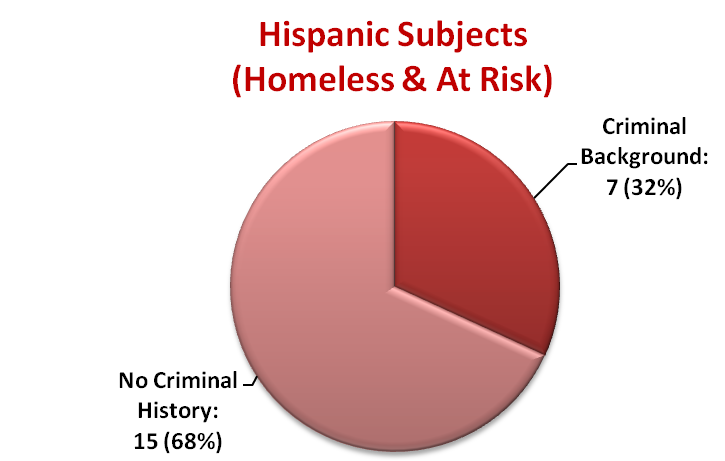 Hispanic Subjects
(Homeless & At Risk)
Criminal
Background:
7 (32%)
No Criminal
History:
15 (68%)